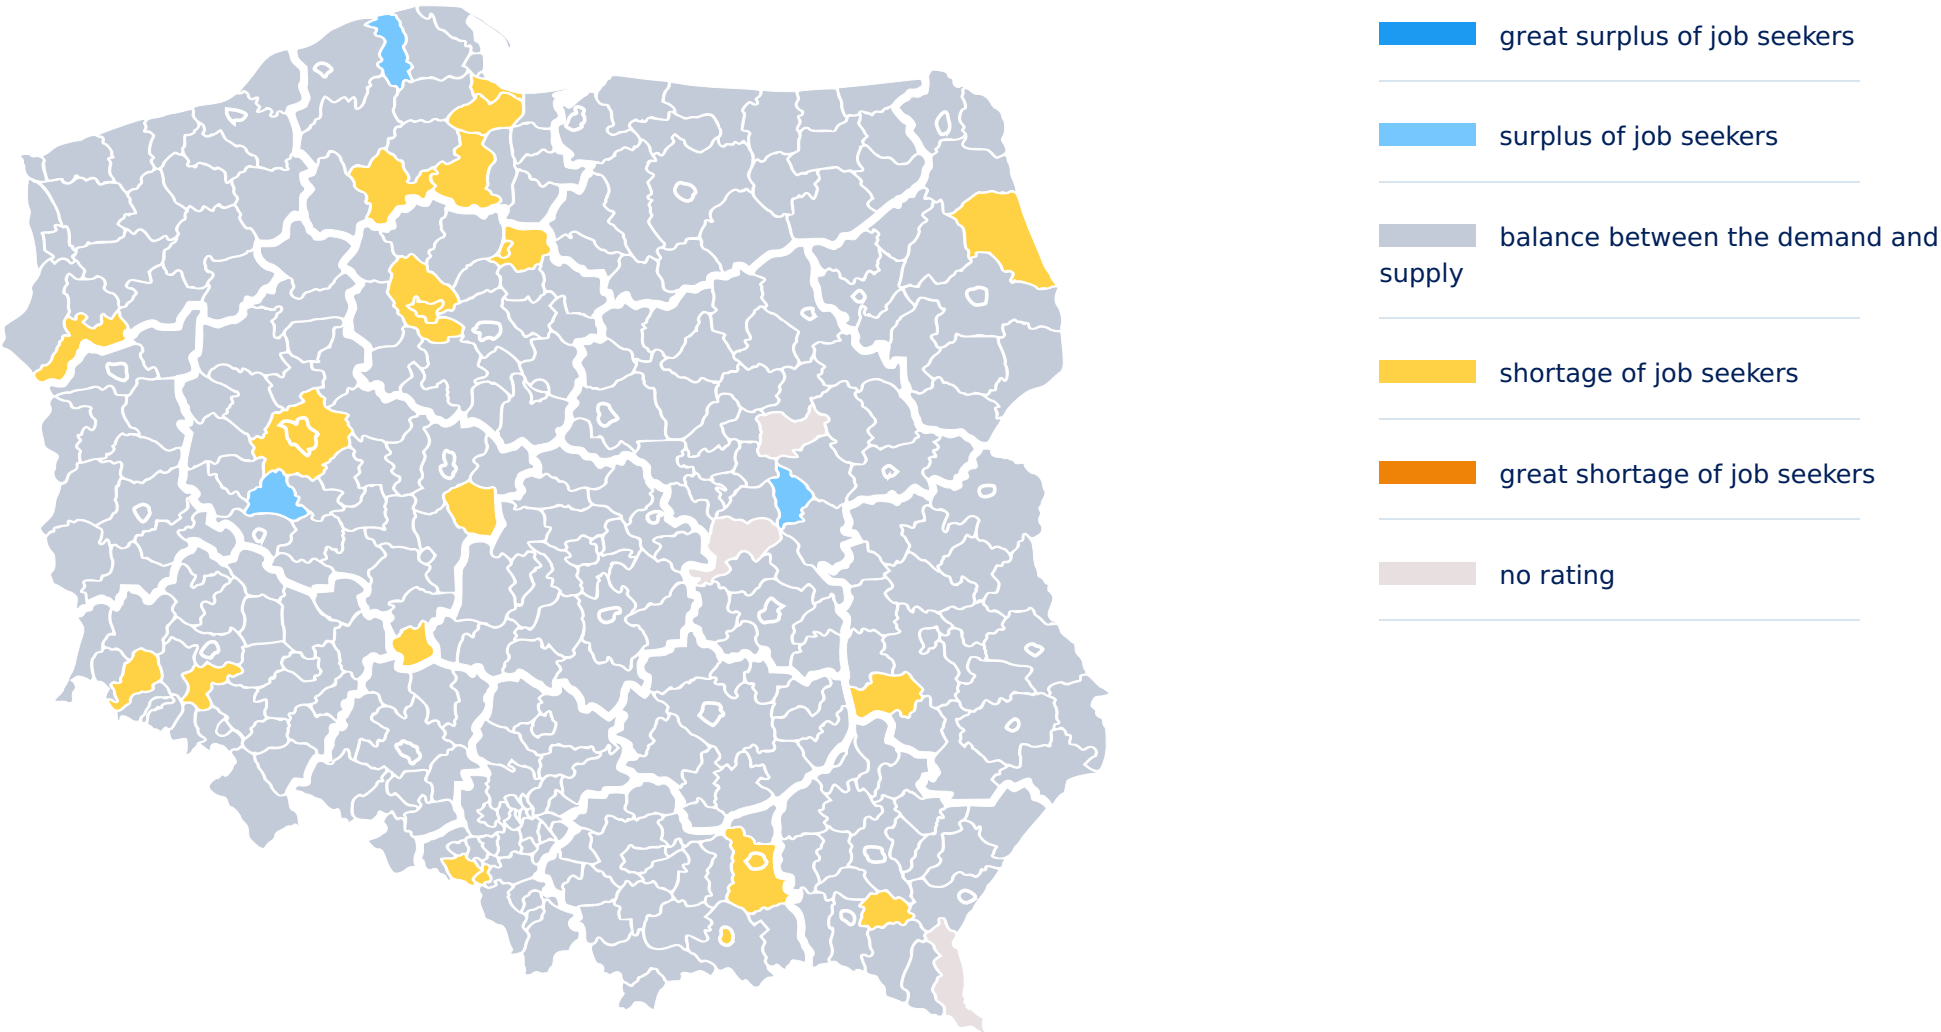 great surplus of job seekers
surplus of job seekers
balance between the demand and
supply
shortage of job seekers
great shortage of job seekers
no rating